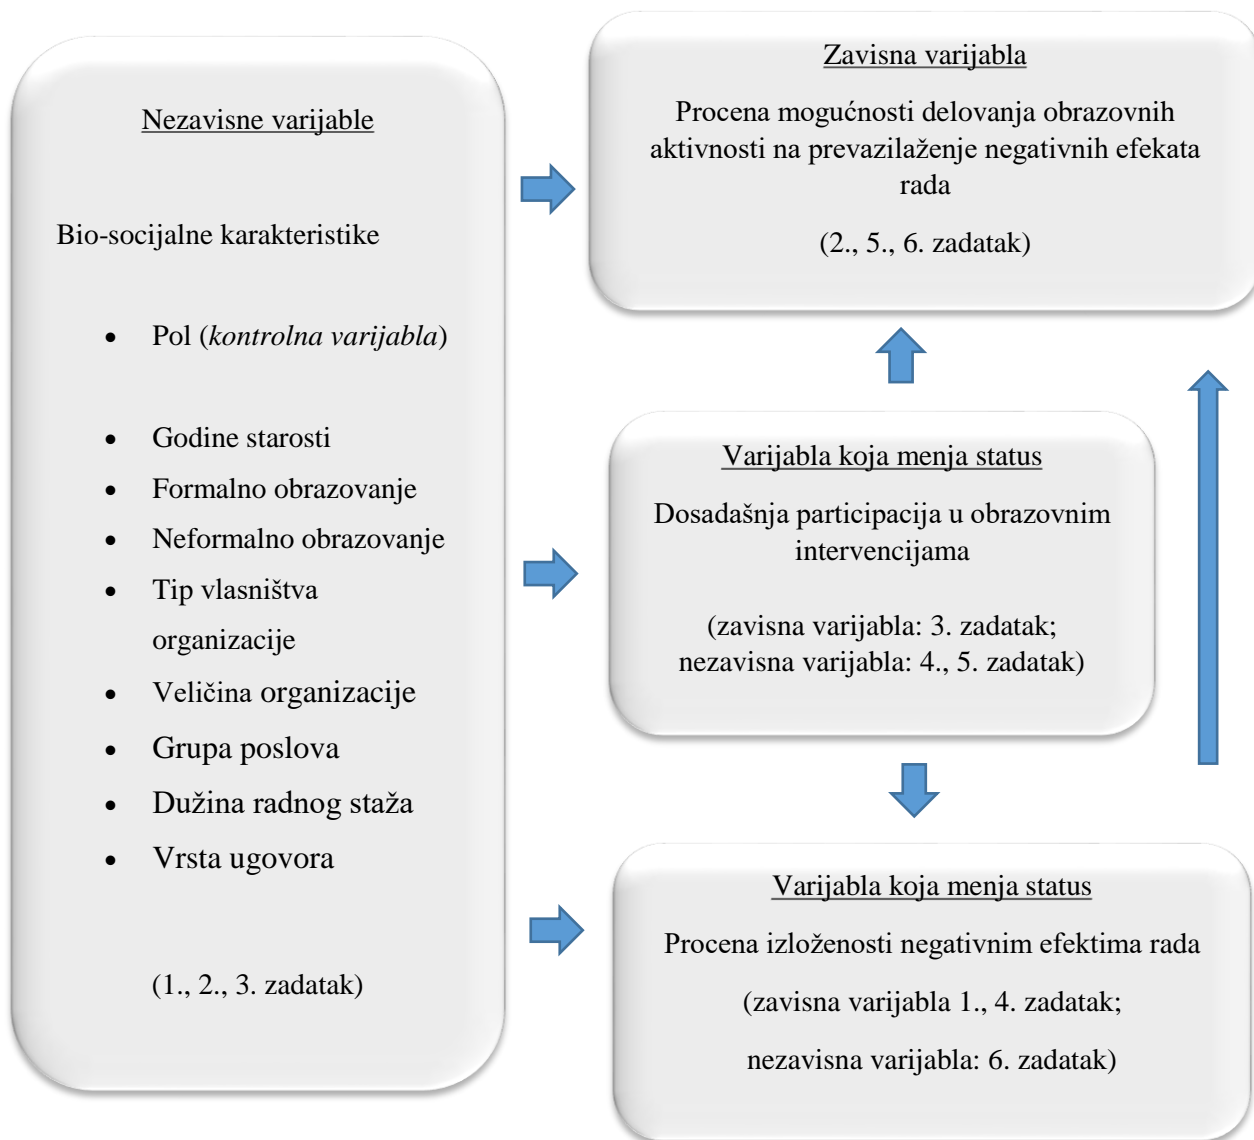 Nezavisne varijable
Bio-socijalne karakteristike
• Pol (kontrolna varijabla)
• Godine starosti
• Formalno obrazovanje
• Neformalno obrazovanje
• Tip vlasništva
organizacije
• Veličina organizacije
• Grupa poslova
• Dužina radnog staža
• Vrsta ugovora
(1., 2., 3. zadatak)
Zavisna varijabla
Procena mogućnosti delovanja obrazovnih
aktivnosti na prevazilaženje negativnih efekata
rada
(2., 5., 6. zadatak)
Varijabla koja menja status
Dosadašnja participacija u obrazovnim
intervencijama
(zavisna varijabla: 3. zadatak;
nezavisna varijabla: 4., 5. zadatak)
Varijabla koja menja status
Procena izloženosti negativnim efektima rada
(zavisna varijabla 1., 4. zadatak;
nezavisna varijabla: 6. zadatak)